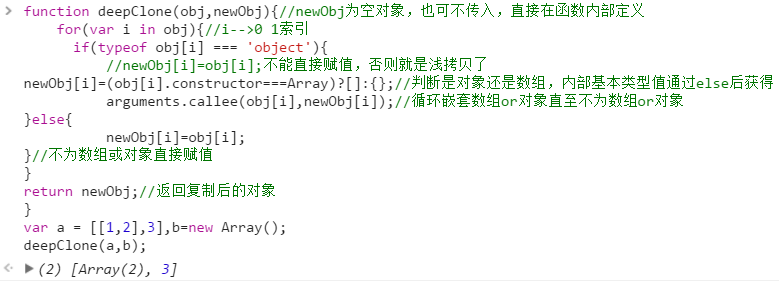 function deepClone(obj,newObj){//newObj为空对象，也可不传入，直接在函数内部定义
for(var i in obj){//i-->0 1索引
if(typeof obj[i] === 'object'){
//newObj[i]=obj[i];不能直接赋值，否则就是浅拷贝了
newObj[i]=(obj[i].constructor===Array)?[]:{};//判断是对象还是数组，内部基本类型值通过else后获得
arguments.callee(obj[i],newObj[i]);//循环嵌套数组or对象直至不为数组or对象
}else{
newObj[i]=obj[i];
}//不为数组或对象直接赋值
}
return newObj;//返回复制后的对象
}
var a = [[1,2],3],b=new Array();
deepClone(a,b);
(2) [Array(2), 3]